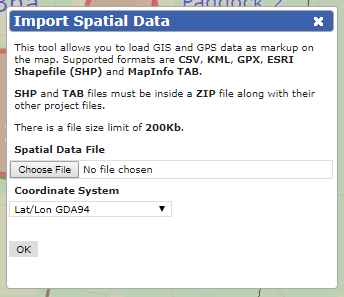 Paddock 2
Import Spatial Data
This tool allows you to load GIS and GPS data as markup on
the map. Supported formats are CSV, KML, GPX, ESRI
Shapefile (SHP) and MapInfo TAB.
SHP and TAB files must be inside a ZIP file along with their
other project files.
There is a file size limit of 200Kb.
Spatial Data File
Choose File No file chosen
Coordinate System
Lat/Lon GDA94
OK